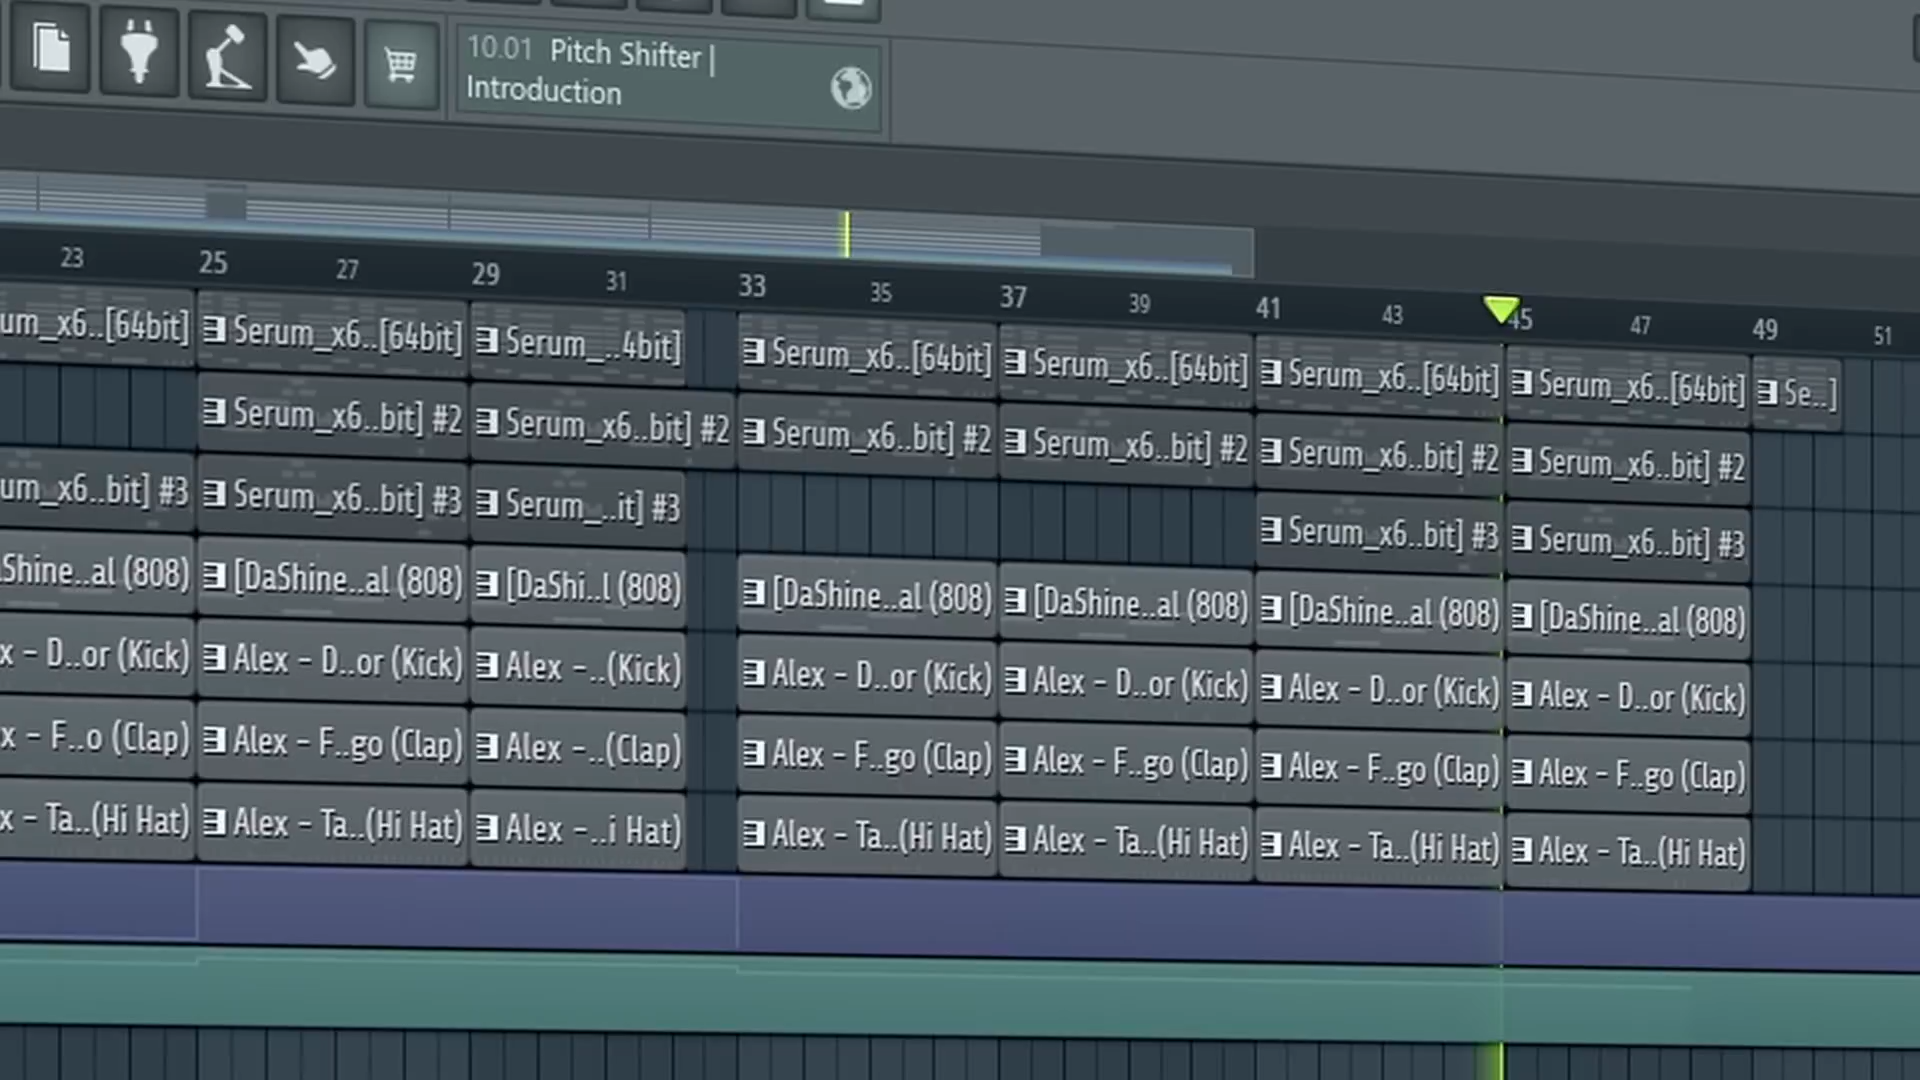 10.01 Pitch Shifter |
Introduction
23 25 27 29 31 33 35 37 39 41 43 45 47 49 51
um_x6..[64bit] Serum_x6..[64bit] Serum_..4bit] Serum_x6..[64bit] Serum_x6..[64bit] Serum_x6..[64bit] Serum_x6..[64bit] Se..]
Serum_x6..bit] #2 Serum_x6..bit] #2 Serum_x6..bit] #2 Serum_x6..bit] #2 Serum_x6..bit] #2 Serum_x6..bit] #2
um_x6..bit] #3 Serum_x6..bit] #3 Serum_..it] #3 Serum_x6..bit] #3 Serum_x6..bit] #3
Shine..al (808) [DaShine..al (808) [DaShi..l (808) [DaShine..al (808) [DaShine..al (808) [DaShine..al (808) [DaShine..al (808)
x - D..or (Kick) Alex - D..or (Kick) Alex -..(Kick) Alex - D..or (Kick) Alex - D..or (Kick) Alex - D..or (Kick) Alex - D..or (Kick)
x - F..o (Clap) Alex - F..go (Clap) Alex -..(Clap) Alex - F..go (Clap) Alex - F..go (Clap) Alex - F..go (Clap) Alex - F..go (Clap)
x - Ta..(Hi Hat) Alex - Ta..(Hi Hat) Alex -..i Hat) Alex - Ta..(Hi Hat) Alex - Ta..(Hi Hat) Alex - Ta..(Hi Hat) Alex - Ta..(Hi Hat)